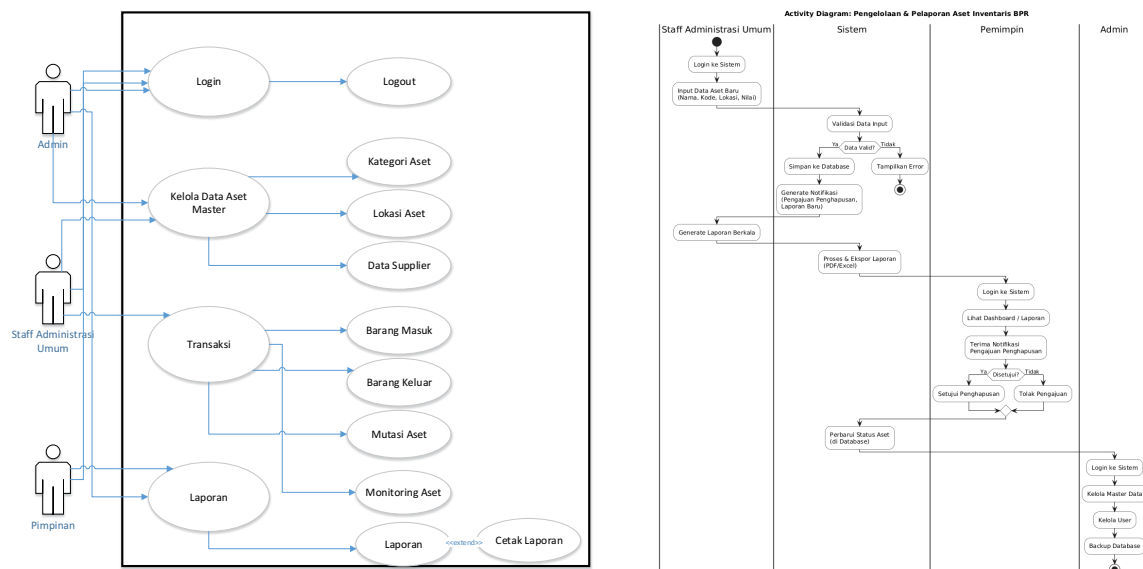 Login
Logout
Admin
Kategori Aset
Kelola Data Aset
Master
Lokasi Aset
Data Supplier
Staff Administrasi
Umum
Transaksi
Barang Masuk
Barang Keluar
Mutasi Aset
Monitoring Aset
Laporan
Pimpinan
Laporan
<<extend>>
Cetak Laporan
Activity Diagram: Pengelolaan & Pelaporan Aset Inventaris BPR
Staff Administrasi Umum
Sistem
Pemimpin
Admin
Login ke Sistem
Input Data Aset Baru
(Nama, Kode, Lokasi, Nilai)
Validasi Data Input
Ya
Data Valid?
Tidak
Simpan ke Database
Tampilkan Error
Generate Notifikasi
(Pengajuan Penghapusan,
Laporan Baru)
Generate Laporan Berkala
Proses & Ekspor Laporan
(PDF/Excel)
Login ke Sistem
Lihat Dashboard / Laporan
Terima Notifikasi
Pengajuan Penghapusan
Ya
Disetujui?
Tidak
Setujui Penghapusan
Tolak Pengajuan
Perbarui Status Aset
(di Database)
Login ke Sistem
Kelola Master Data
Kelola User
Backup Database